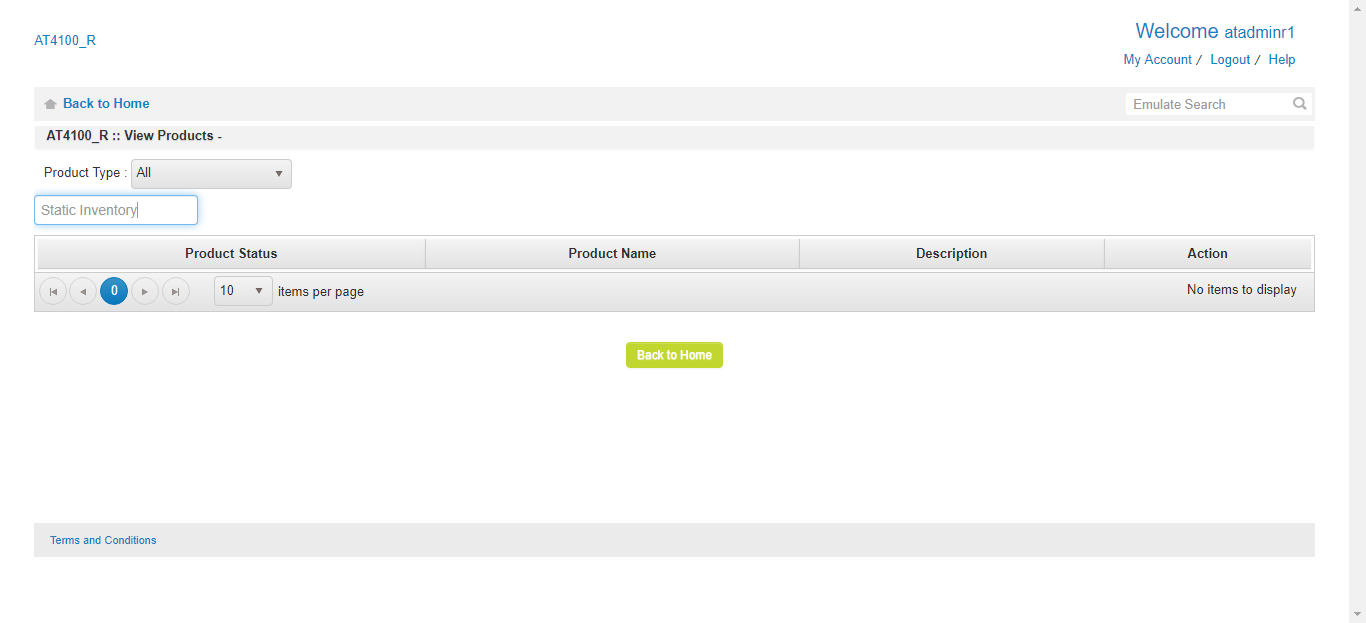 AT4100_R
Welcome atadminr1
My Account / Logout / Help
Back to Home
Emulate Search
AT4100_R :: View Products -
Product Type : All
Static Inventory
Product Status Product Name Description Action
0 10 items per page No items to display
Back to Home
Terms and Conditions